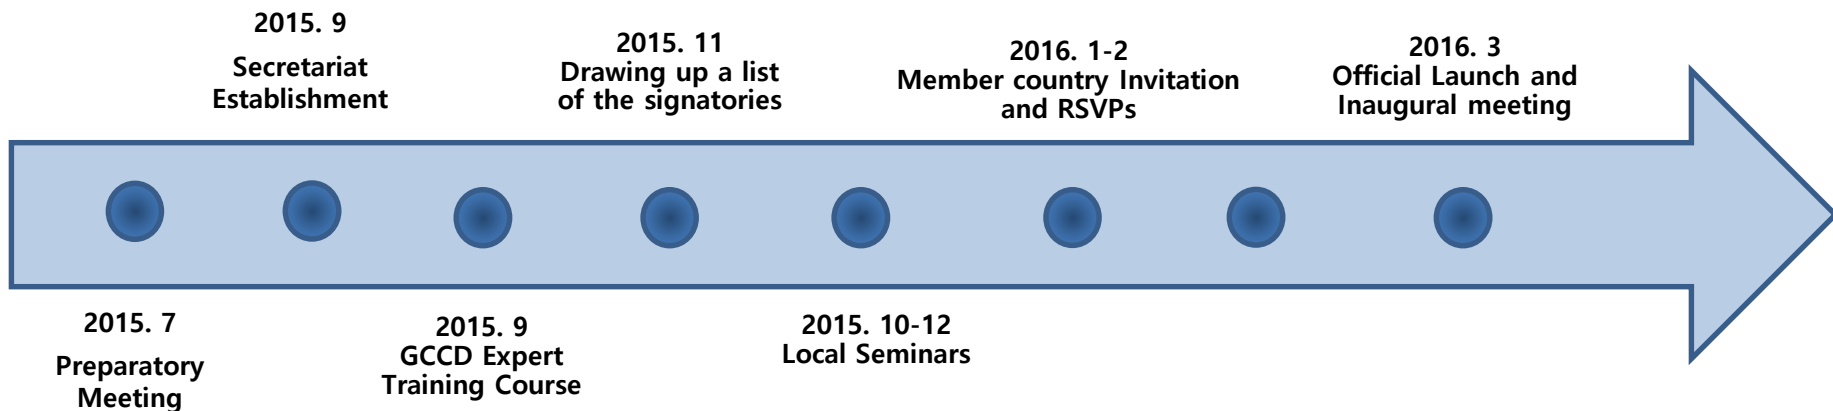 2015. 9
Secretariat
Establishment
2015. 11
Drawing up a list
of the signatories
2016. 1-2
Member country Invitation
and RSVPs
2016. 3
Official Launch and
Inaugural meeting
2015. 7
Preparatory
Meeting
2015. 9
GCCD Expert
Training Course
2015. 10-12
Local Seminars